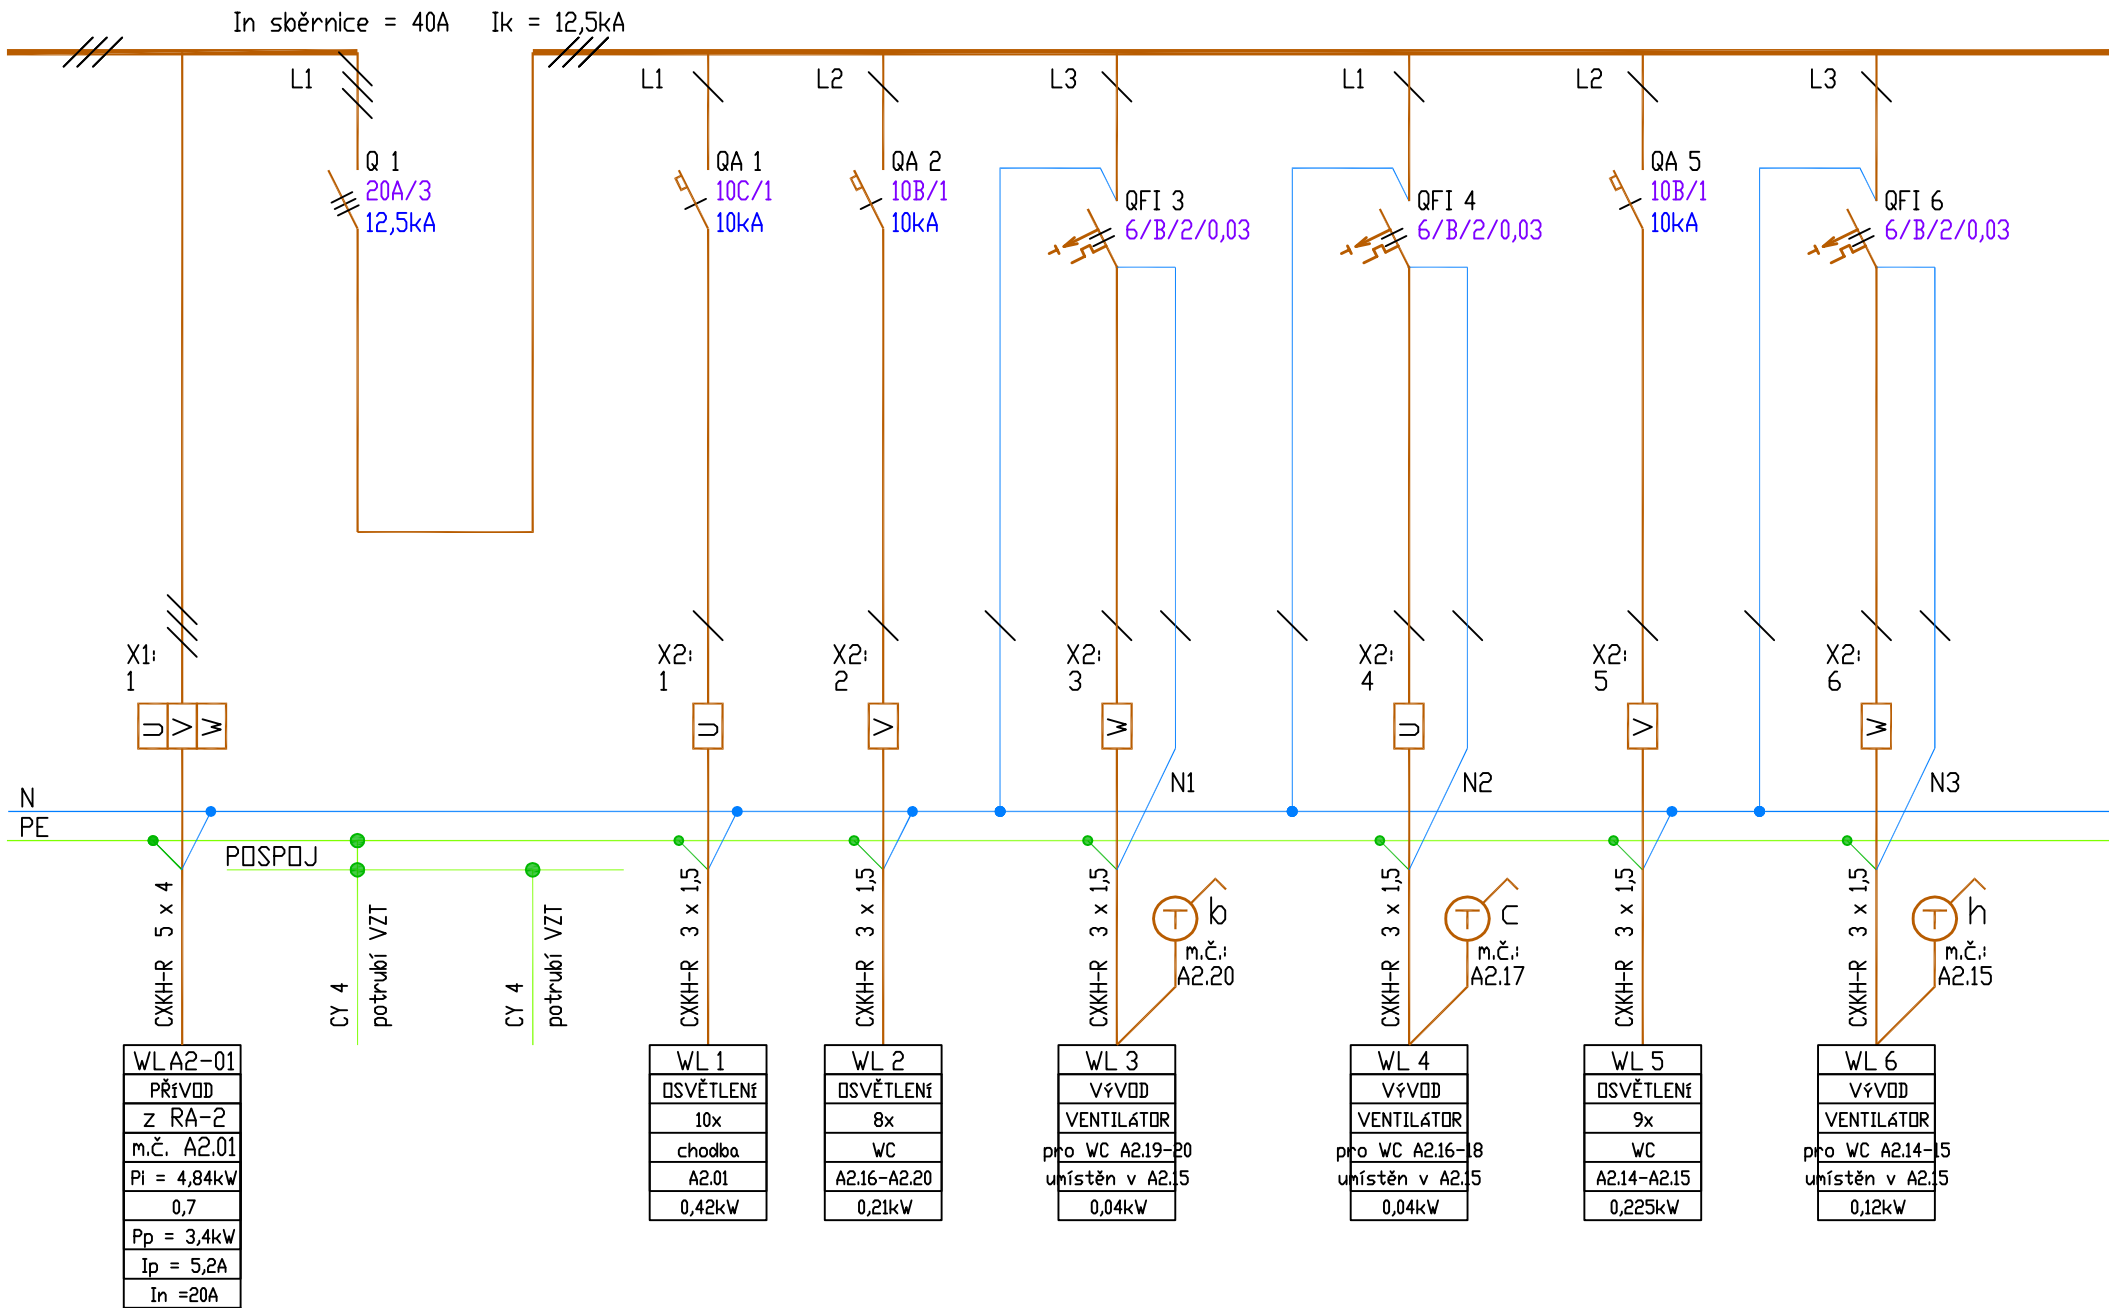 In sběrnice = 40A Ik = 12,5kA
L1 L1 L2 L3 L1 L2 L3
Q 1
20A/3
12,5kA
QA 1
10C/1
10kA
QA 2
10B/1
10kA
QFI 3
6/B/2/0,03
QFI 4
6/B/2/0,03
QA 5
10B/1
10kA
QFI 6
6/B/2/0,03
X1:
1
X2:
1
X2:
2
X2:
3
X2:
4
X2:
5
X2:
6
U V W
U
V
W
U
V
W
N1
N2
N3
N
PE
POSPOJ
CXKH-R 5 x 4
CY 4
potrubí VZT
CY 4
potrubí VZT
CXKH-R 3 x 1,5
CXKH-R 3 x 1,5
CXKH-R 3 x 1,5
T b
m.č.:
A2.20
CXKH-R 3 x 1,5
T c
m.č.:
A2.17
CXKH-R 3 x 1,5
CXKH-R 3 x 1,5
T h
m.č.:
A2.15
WLA2-01
PŘÍVOD
z RA-2
m.č. A2.01
Pi = 4,84kW
0,7
Pp = 3,4kW
Ip = 5,2A
In =20A
WL 1
OSVĚTLENÍ
10x
chodba
A2.01
0,42kW
WL 2
OSVĚTLENÍ
8x
WC
A2.16-A2.20
0,21kW
WL 3
VÝVOD
VENTILÁTOR
pro WC A2.19-20
umístěn v A2.15
0,04kW
WL 4
VÝVOD
VENTILÁTOR
pro WC A2.16-18
umístěn v A2.15
0,04kW
WL 5
OSVĚTLENÍ
9x
WC
A2.14-A2.15
0,225kW
WL 6
VÝVOD
VENTILÁTOR
pro WC A2.14-15
umístěn v A2.15
0,12kW